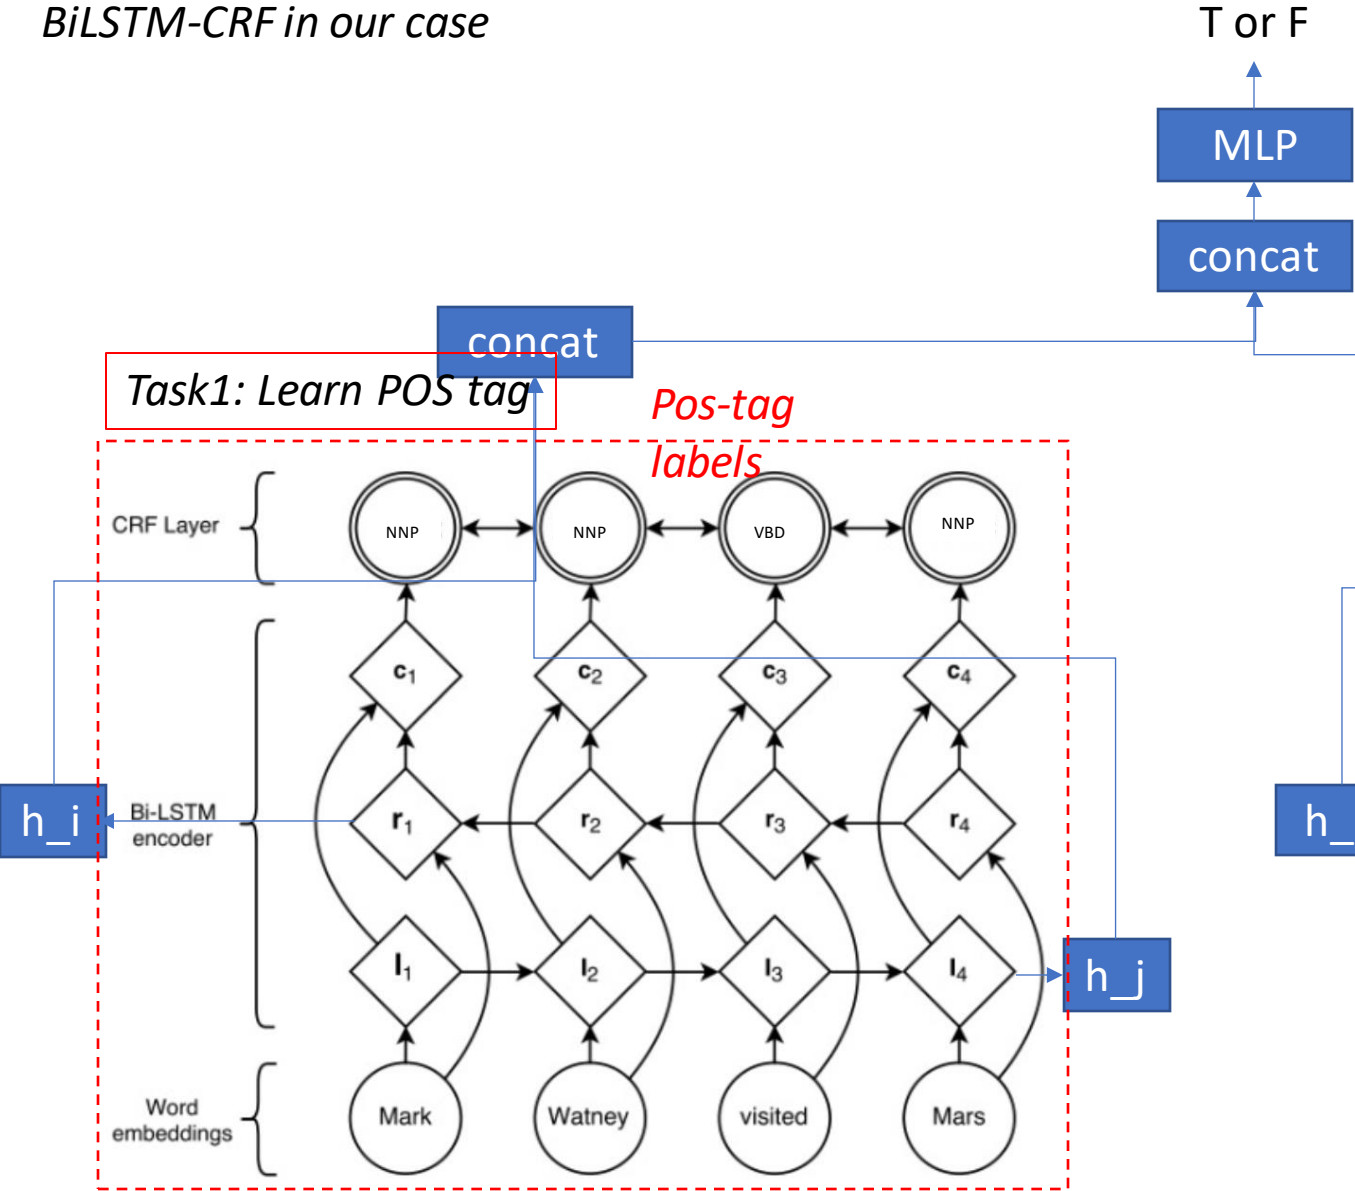 BiLSTM-CRF in our case
T or F
MLP
concat
concat
Task1: Learn POS tag
Pos-tag
labels
CRF Layer
NNP
NNP
VBD
NNP
c1
c2
c3
c4
h_i
Bi-LSTM
encoder
r1
r2
r3
r4
h_
l1
l2
l3
l4
h_j
Word
embeddings
Mark
Watney
visited
Mars